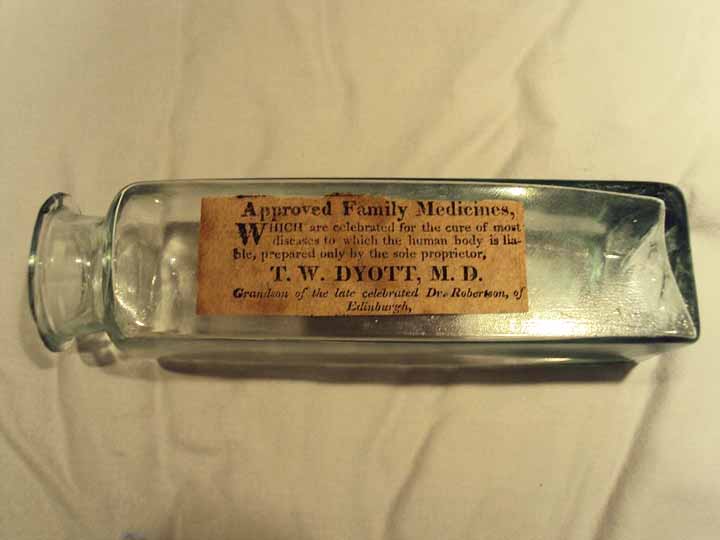 Approved Family Medicines,
WHICH are celebrated for the cure of most
diseases to which the human body is lia-
ble, prepared only by the sole proprietor,
T. W. DYOTT, M. D.
Grandson of the late celebrated Dr. Robertson, of
Edinburgh,